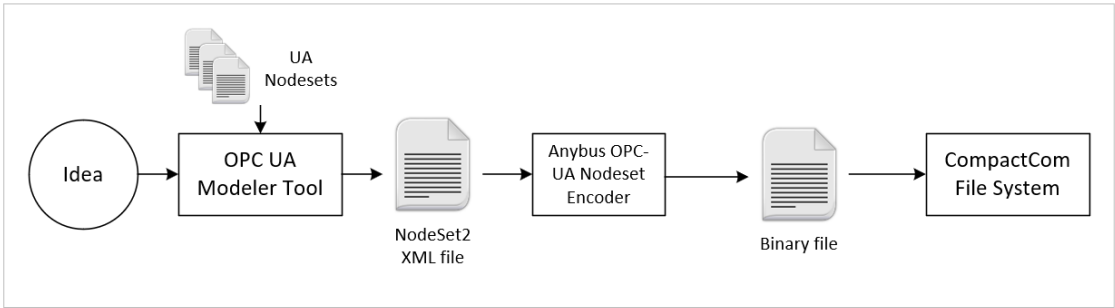 UA
Nodesets
Idea
OPC UA
Modeler Tool
NodeSet2
XML file
Anybus OPC-
UA Nodeset
Encoder
Binary file
CompactCom
File System